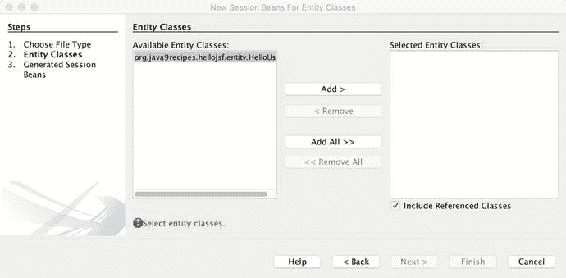 New Session Beans For Entity Classes
Steps
1. Choose File Type
2. Entity Classes
3. Generated Session
Beans
Entity Classes
Available Entity Classes:
org.java9recipes.hellojsf.entity.HelloUs
Add >
< Remove
Add All >>
<< Remove All
Selected Entity Classes:
Include Referenced Classes
Select entity classes.
Help
< Back
Next >
Finish
Cancel